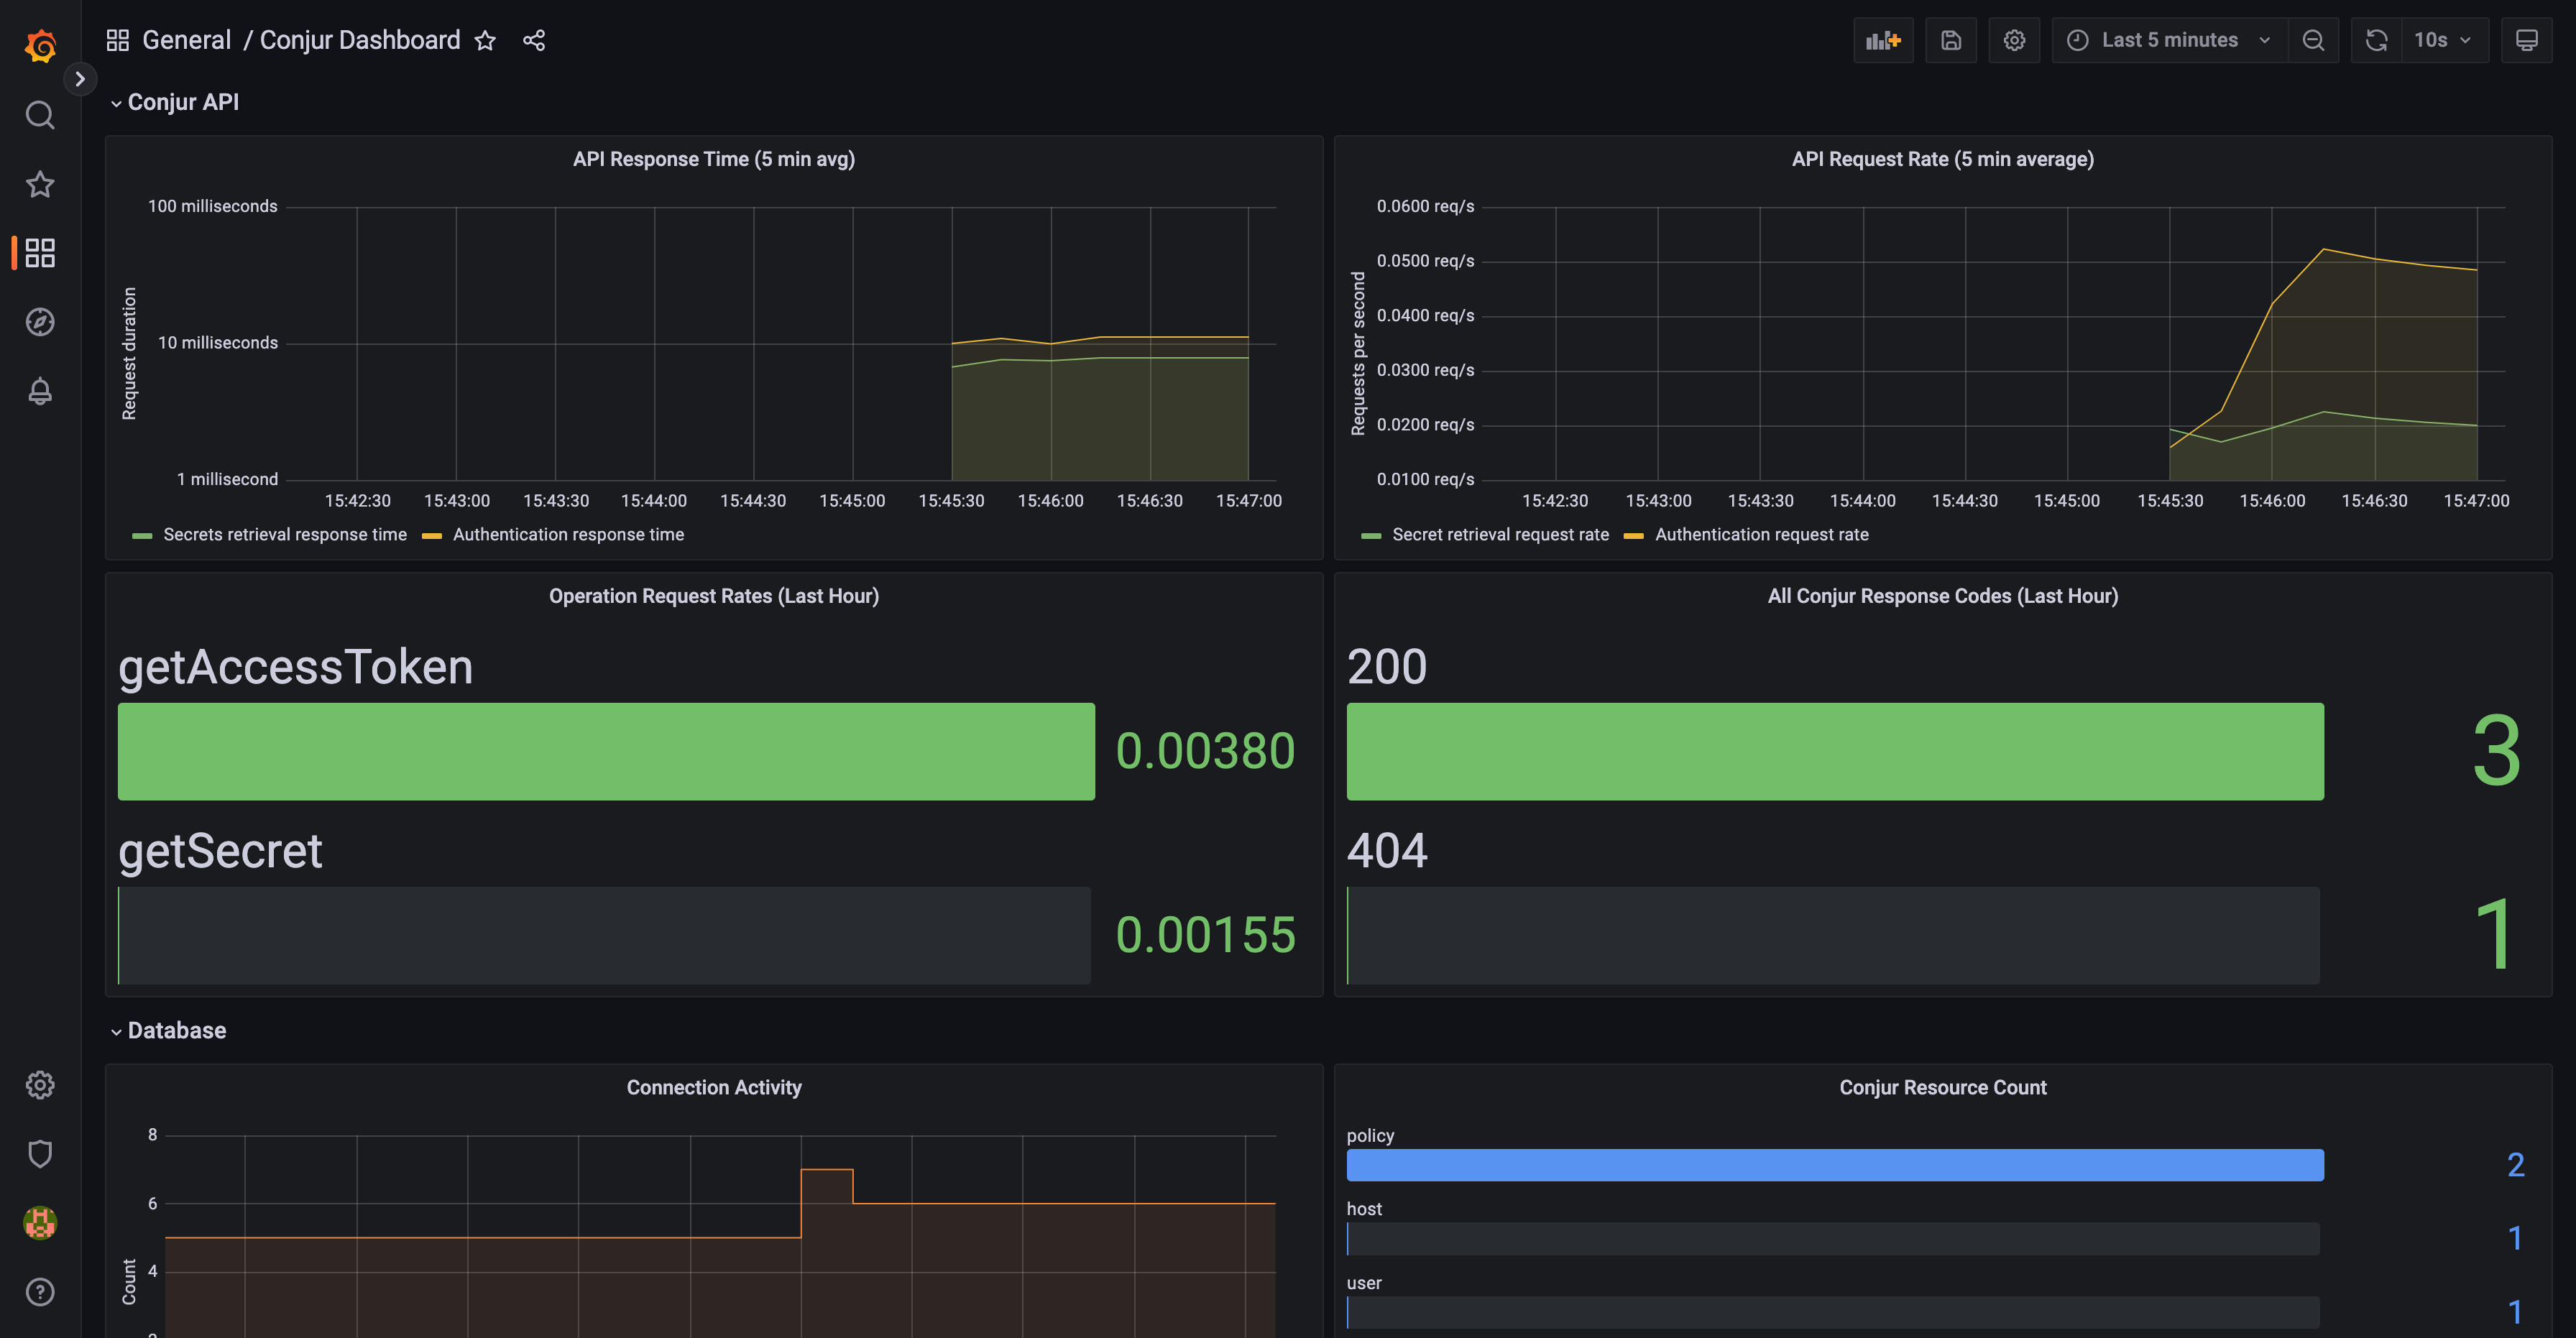 General / Conjur Dashboard
Last 5 minutes
10s
Conjur API
API Response Time (5 min avg)
100 milliseconds
10 milliseconds
1 millisecond
Request duration
15:42:30 15:43:00 15:43:30 15:44:00 15:44:30 15:45:00 15:45:30 15:46:00 15:46:30 15:47:00
Secrets retrieval response time Authentication response time
API Request Rate (5 min average)
0.0600 req/s
0.0500 req/s
0.0400 req/s
0.0300 req/s
0.0200 req/s
0.0100 req/s
Requests per second
15:42:30 15:43:00 15:43:30 15:44:00 15:44:30 15:45:00 15:45:30 15:46:00 15:46:30 15:47:00
Secret retrieval request rate Authentication request rate
Operation Request Rates (Last Hour)
getAccessToken
0.00380
getSecret
0.00155
All Conjur Response Codes (Last Hour)
200
3
404
1
Database
Connection Activity
8
6
4
Count
Conjur Resource Count
policy
2
host
1
user
1